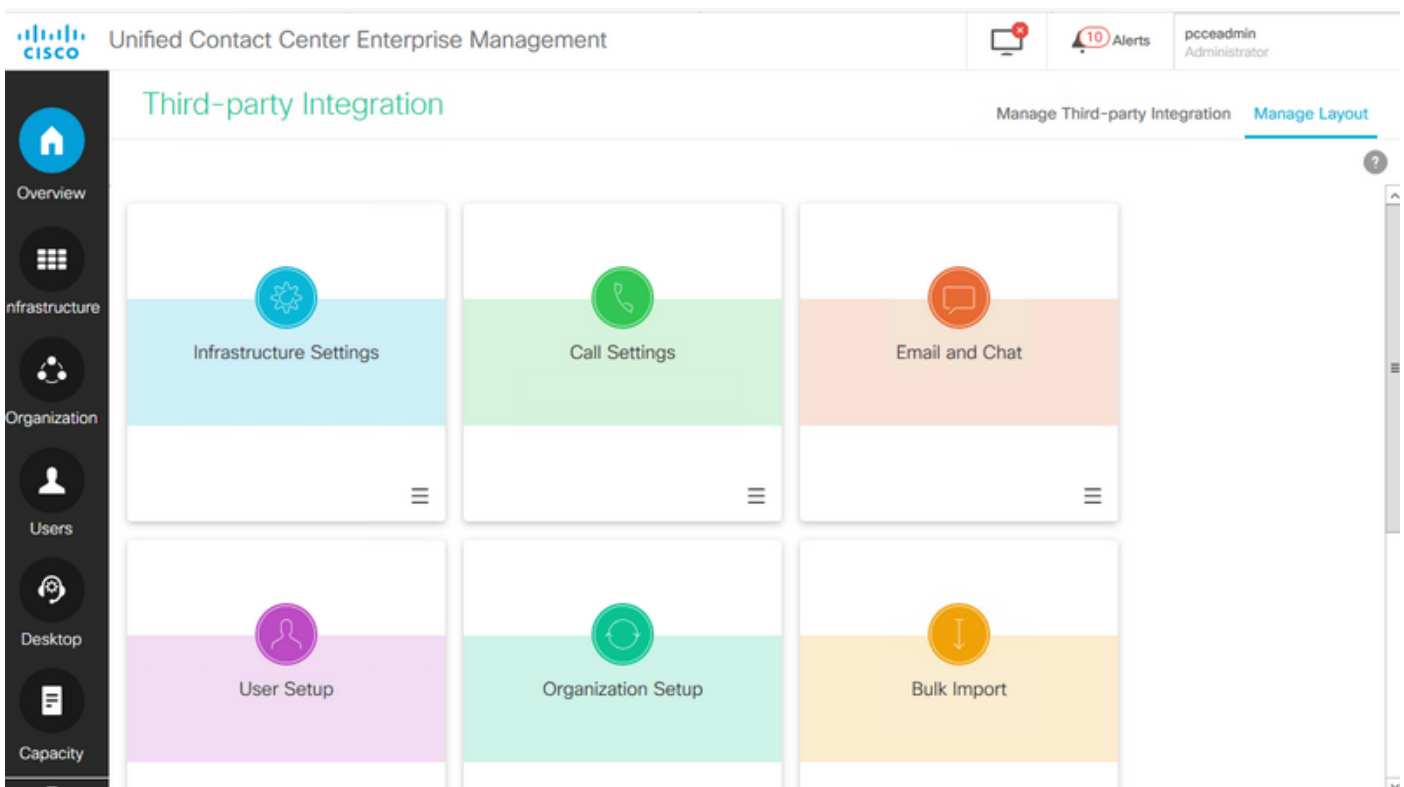 cisco
Unified Contact Center Enterprise Management
10
Alerts
pcceadmin
Administrator
Third-party Integration
Manage Third-party Integration
Manage Layout
?
Overview
nfrastructure
Organization
Users
Desktop
Capacity
Infrastructure Settings
Call Settings
Email and Chat
User Setup
Organization Setup
Bulk Import